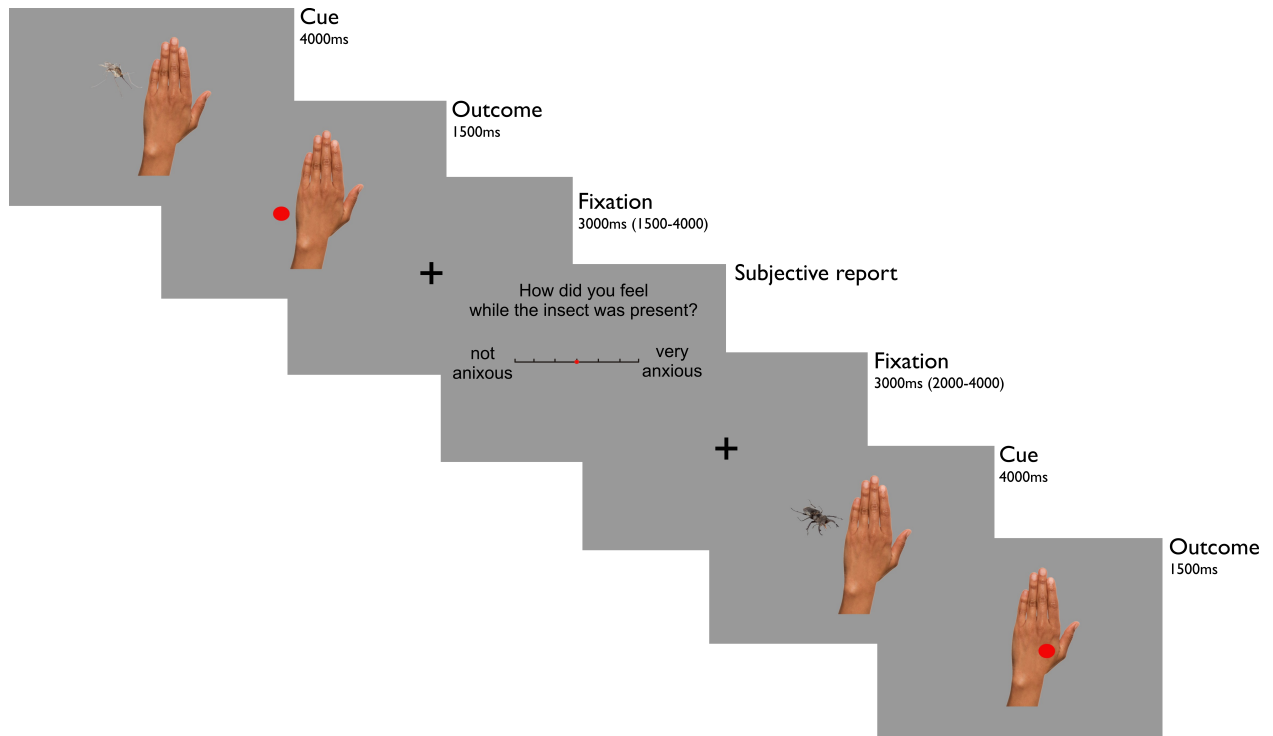 Cue
4000ms
Outcome
1500ms
Fixation
3000ms (1500-4000)
Subjective report
How did you feel
while the insect was present?
not
anixous
very
anxious
Fixation
3000ms (2000-4000)
Cue
4000ms
Outcome
1500ms